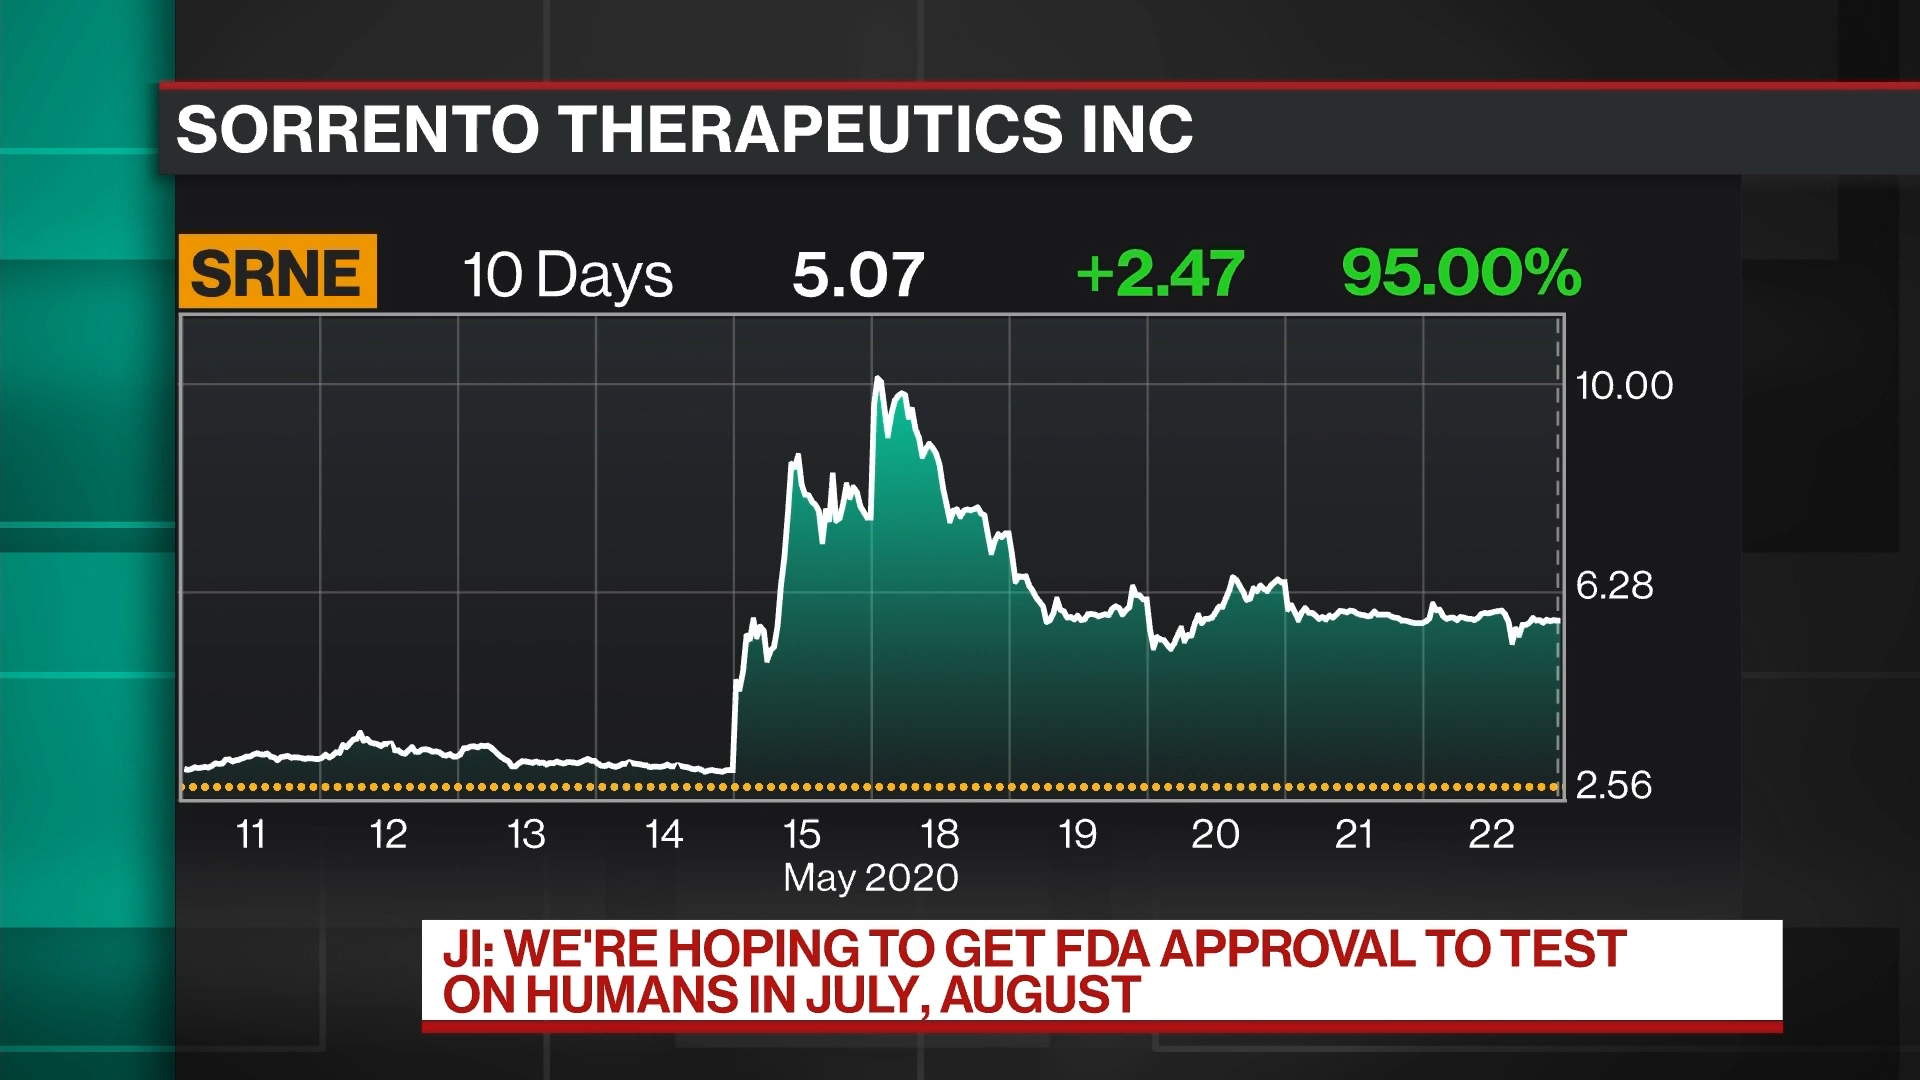 SORRENTO THERAPEUTICS INC
SRNE 10 Days 5.07 +2.47 95.00%
10.00
6.28
2.56
11 12 13 14 15 18 19 20 21 22
May 2020
JI: WE'RE HOPING TO GET FDA APPROVAL TO TEST
ON HUMANS IN JULY, AUGUST